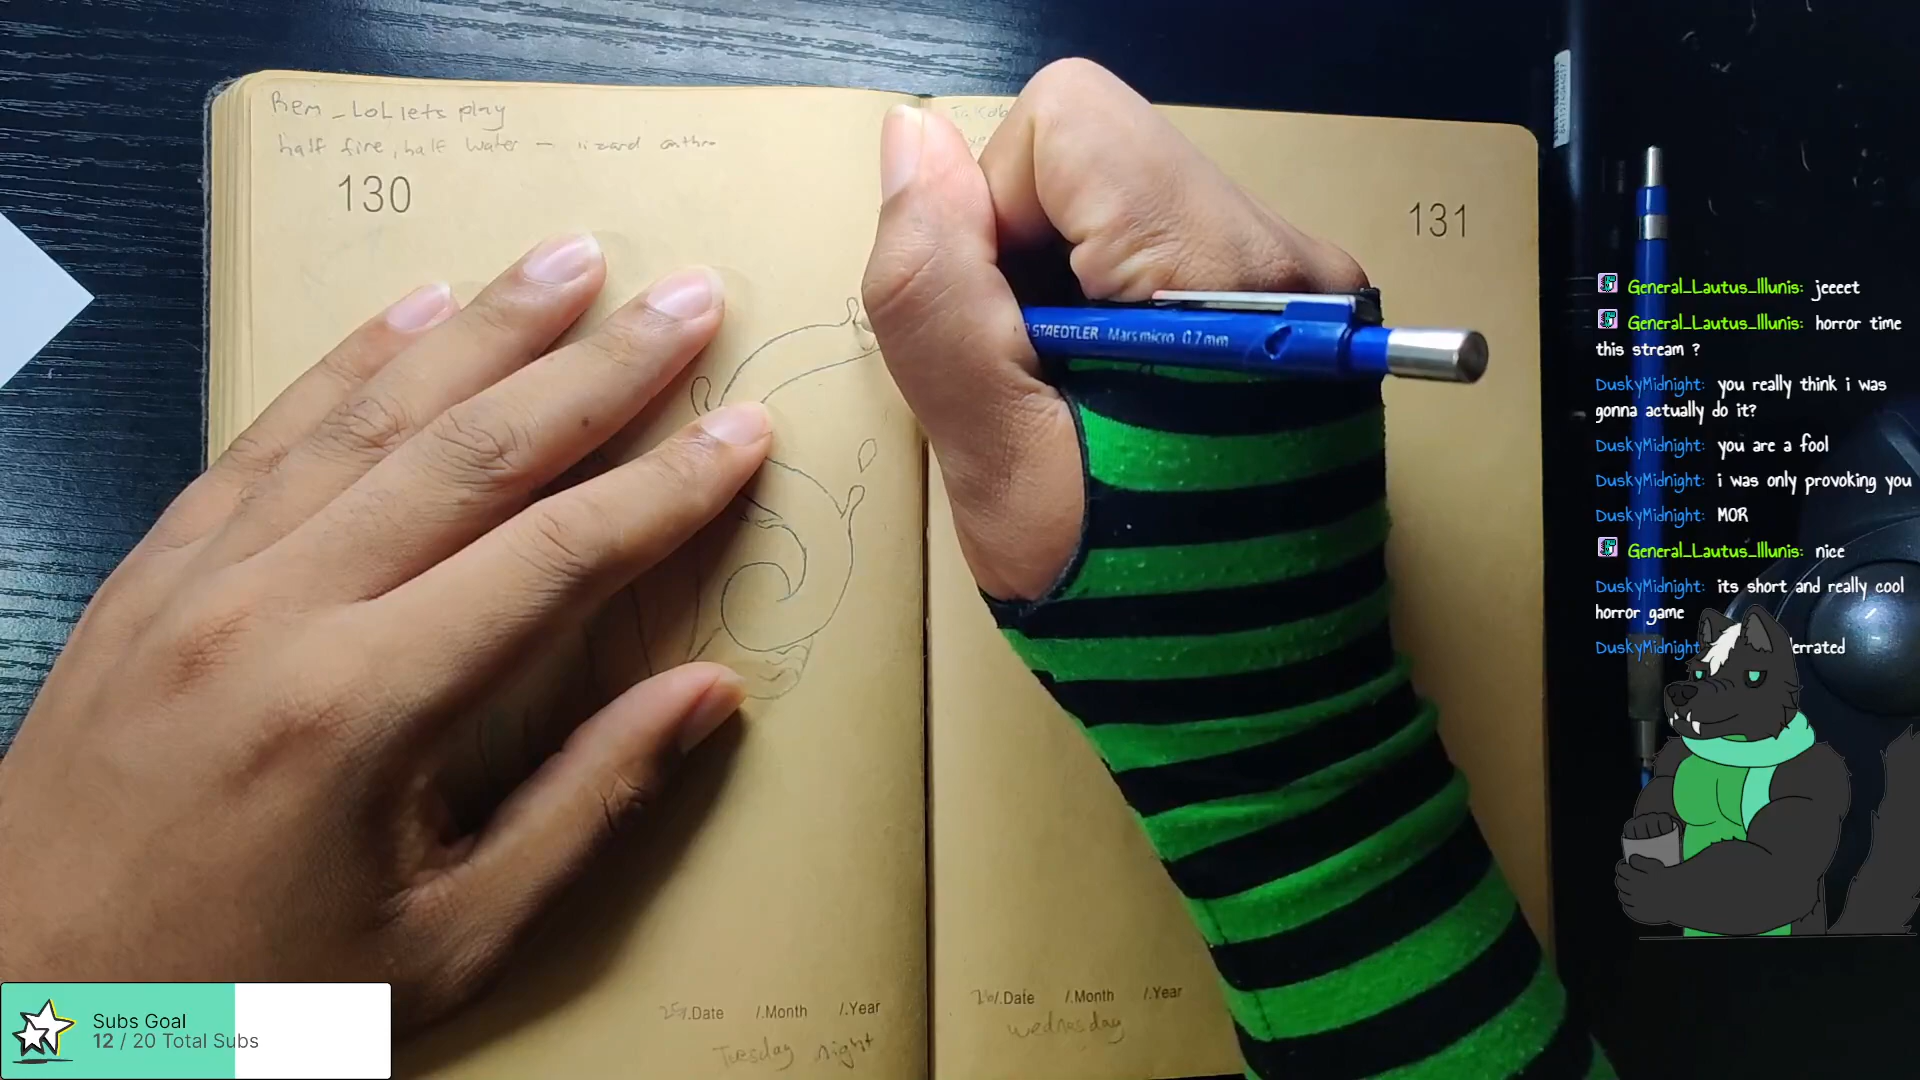 Rem_LoL lets play
half fire, half water - lizard anthro
130
131
STAEDTLER Mars micro 0.7mm
General_Lautus_Illunis: jeeeet
General_Lautus_Illunis: horror time
this stream ?
DuskyMidnight: you really think i was
gonna actually do it?
DuskyMidnight: you are a fool
DuskyMidnight: i was only provoking you
DuskyMidnight: MOR
General_Lautus_Illunis: nice
DuskyMidnight: its short and really cool
horror game
DuskyMidnight
25/.Date /.Month /.Year
Tuesday night
26/.Date /.Month /.Year
wednasday
Subs Goal
12 / 20 Total Subs